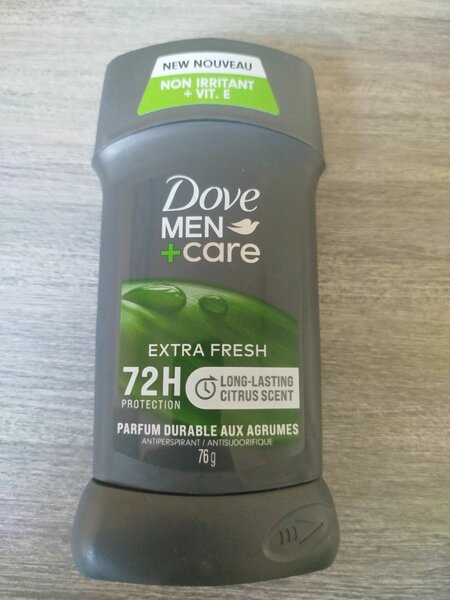 NEW NOUVEAU
NON IRRITANT
+ VIT. E
Dove
MEN
+care
EXTRA FRESH
72H
PROTECTION
LONG-LASTING
CITRUS SCENT
PARFUM DURABLE AUX AGRUMES
ANTIPERSPIRANT / ANTISUDORIFIQUE
76 g